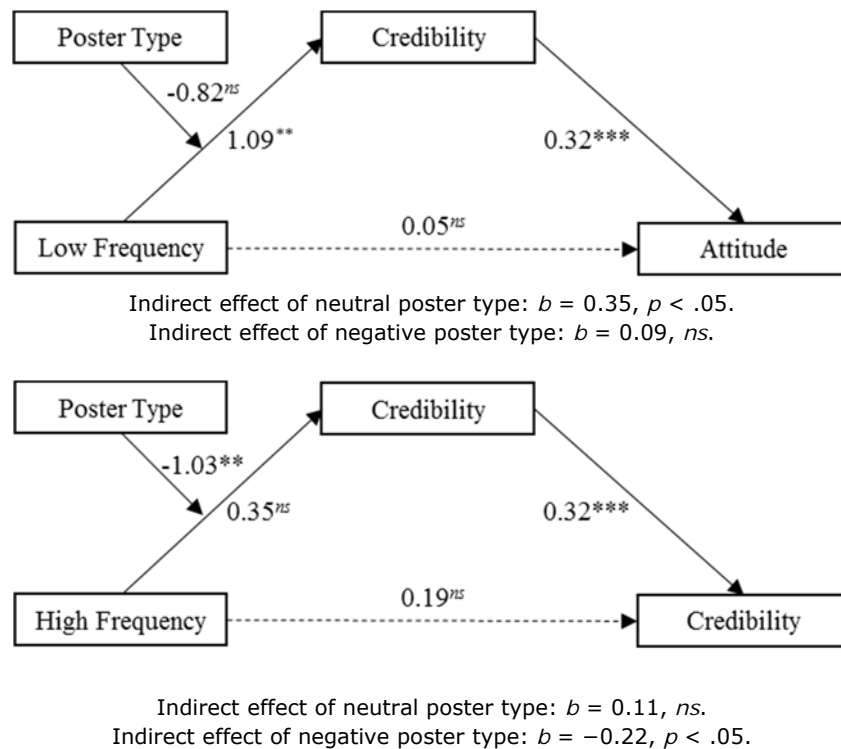 Poster Type
Credibility
-0.82ns
1.09**
0.32***
0.05ns
Low Frequency
Attitude
Indirect effect of neutral poster type: b = 0.35, p < .05.
Indirect effect of negative poster type: b = 0.09, ns.
Poster Type
Credibility
-1.03**
0.35ns
0.32***
0.19ns
High Frequency
Credibility
Indirect effect of neutral poster type: b = 0.11, ns.
Indirect effect of negative poster type: b = −0.22, p < .05.